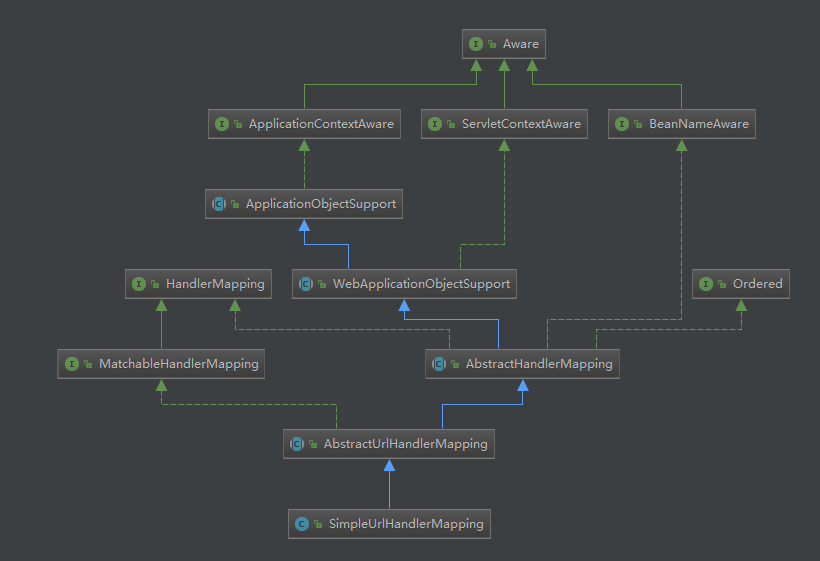 Aware
ApplicationContextAware
ServletContextAware
BeanNameAware
ApplicationObjectSupport
HandlerMapping
WebApplicationObjectSupport
Ordered
MatchableHandlerMapping
AbstractHandlerMapping
AbstractUrlHandlerMapping
SimpleUrlHandlerMapping